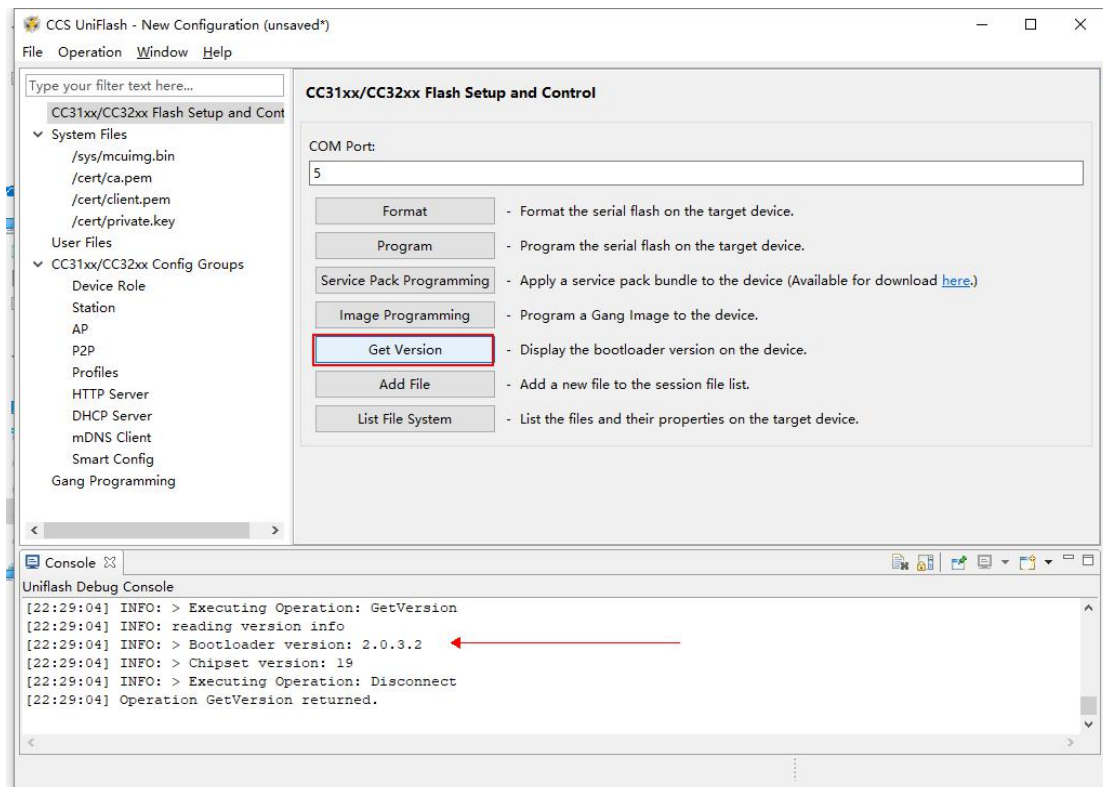 CCS UniFlash - New Configuration (unsaved*)
File Operation Window Help
Type your filter text here...
CC31xx/CC32xx Flash Setup and Cont
System Files
/sys/mcuimg.bin
/cert/ca.pem
/cert/client.pem
/cert/private.key
User Files
CC31xx/CC32xx Config Groups
Device Role
Station
AP
P2P
Profiles
HTTP Server
DHCP Server
mDNS Client
Smart Config
Gang Programming
CC31xx/CC32xx Flash Setup and Control
COM Port:
5
Format - Format the serial flash on the target device.
Program - Program the serial flash on the target device.
Service Pack Programming - Apply a service pack bundle to the device (Available for download here.)
Image Programming - Program a Gang Image to the device.
Get Version - Display the bootloader version on the device.
Add File - Add a new file to the session file list.
List File System - List the files and their properties on the target device.
Console
Uniflash Debug Console
[22:29:04] INFO: > Executing Operation: GetVersion
[22:29:04] INFO: reading version info
[22:29:04] INFO: > Bootloader version: 2.0.3.2
[22:29:04] INFO: > Chipset version: 19
[22:29:04] INFO: > Executing Operation: Disconnect
[22:29:04] Operation GetVersion returned.